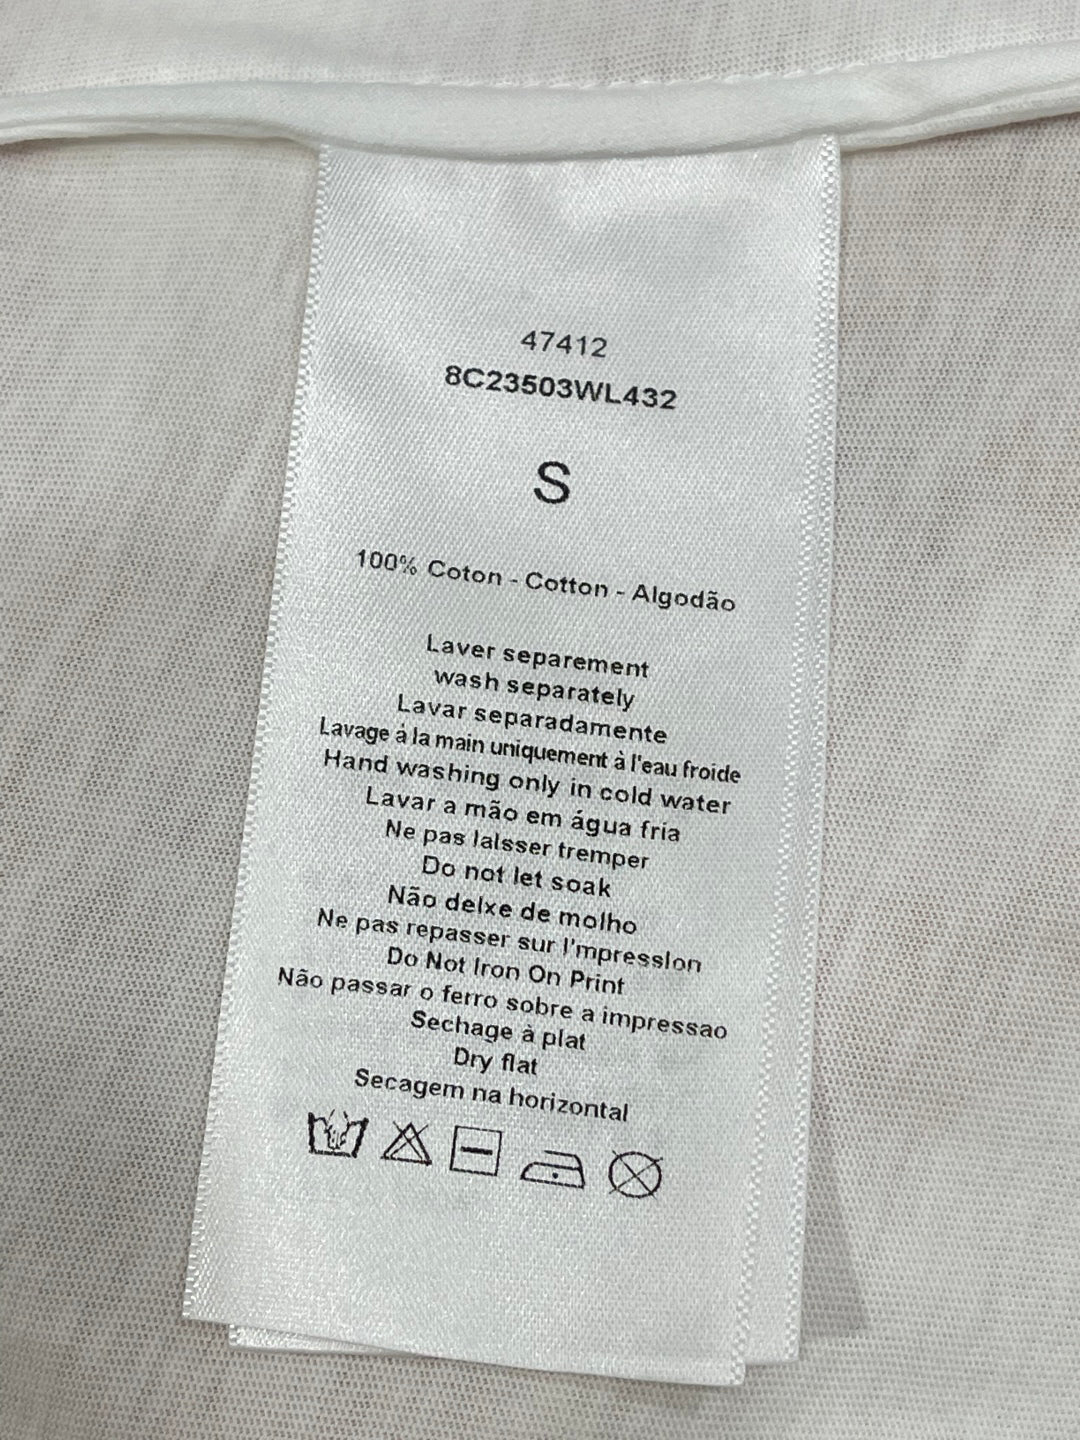 47412
8C23503WL432
S
100% Coton - Cotton - Algodão
Laver separement
wash separately
Lavar separadamente
Lavage à la main uniquement à l'eau froide
Hand washing only in cold water
Lavar a mão em água fria
Ne pas lalsser tremper
Do not let soak
Não delxe de molho
Ne pas repasser sur l'mpresslon
Do Not Iron On Print
Não passar o ferro sobre a impressao
Sechage à plat
Dry flat
Secagem na horizontal